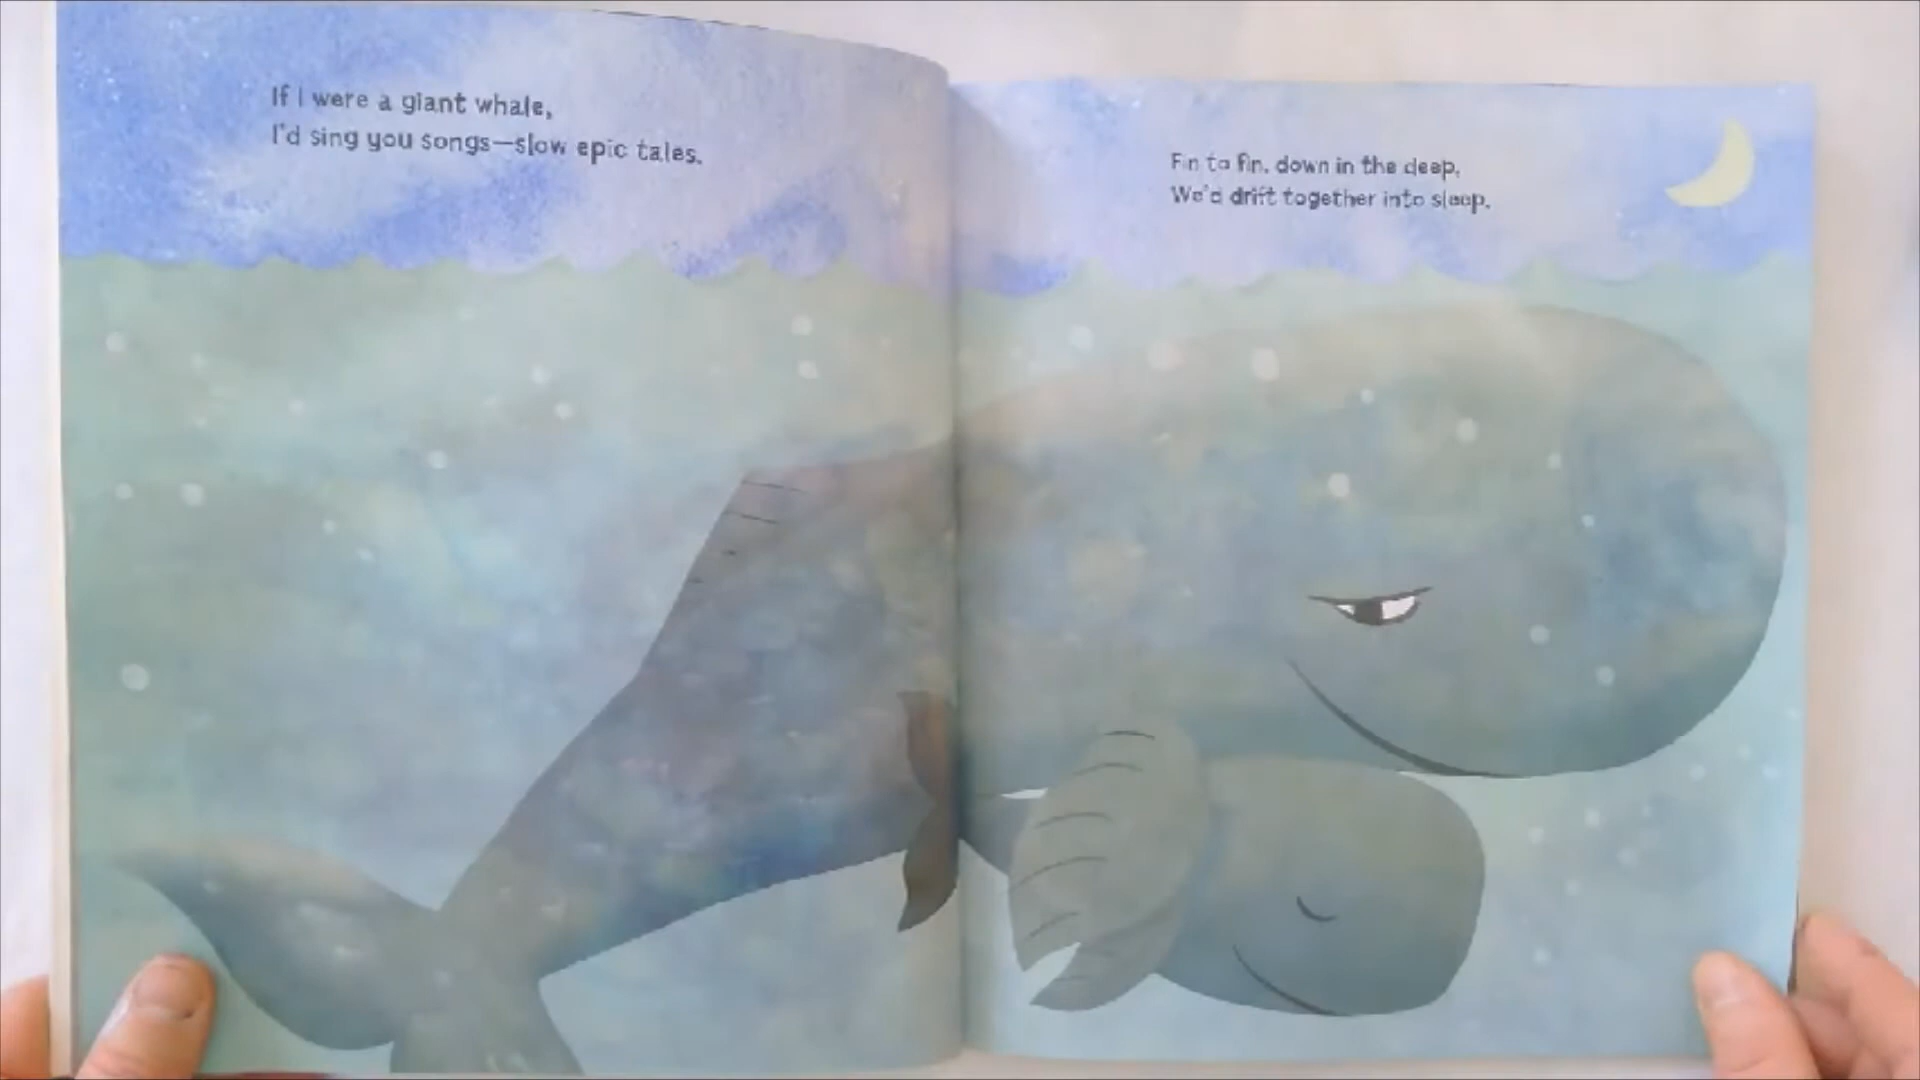 If I were a giant whale,
I'd sing you songs—slow epic tales.
Fin to fin, down in the deep,
We'd drift together into sleep.